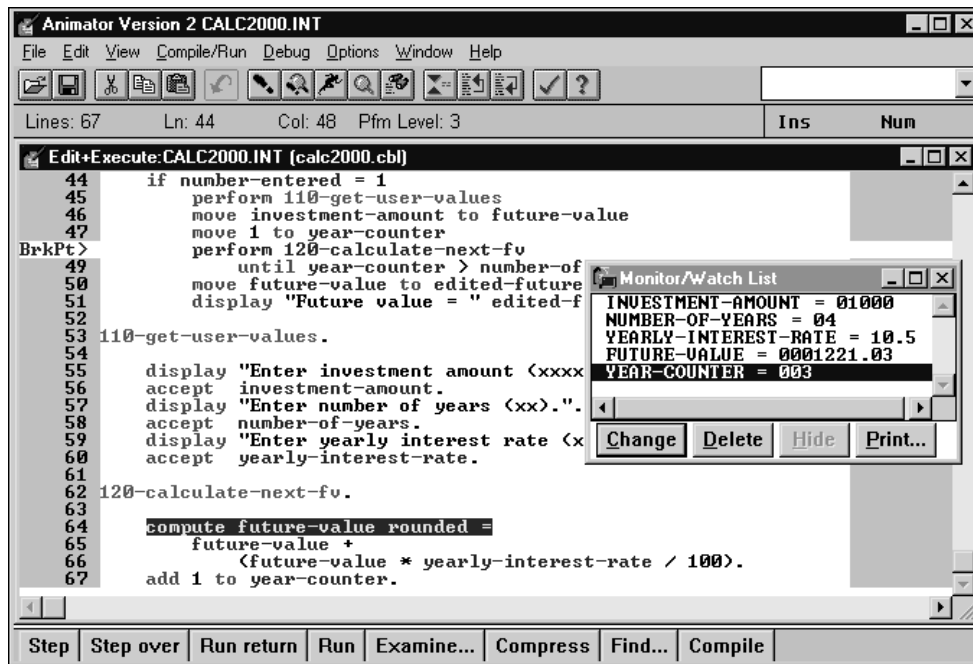 Animator Version 2 CALC2000.INT
File Edit View Compile/Run Debug Options Window Help
Lines: 67 Ln: 44 Col: 48 Pfm Level: 3 Ins Num
Edit+Execute:CALC2000.INT (calc2000.cbl)
44 if number-entered = 1
45 perform 110-get-user-values
46 move investment-amount to future-value
47 move 1 to year-counter
BrkPt> perform 120-calculate-next-fv
49 until year-counter > number-of
50 move future-value to edited-future
51 display "Future value = " edited-f
52
53 110-get-user-values.
54
55 display "Enter investment amount (xxxx
56 accept investment-amount.
57 display "Enter number of years (xx).".
58 accept number-of-years.
59 display "Enter yearly interest rate (x
60 accept yearly-interest-rate.
61
62 120-calculate-next-fv.
63
64 compute future-value rounded =
65 future-value +
66 (future-value * yearly-interest-rate / 100).
67 add 1 to year-counter.
Monitor/Watch List
INVESTMENT-AMOUNT = 01000
NUMBER-OF-YEARS = 04
YEARLY-INTEREST-RATE = 10.5
FUTURE-VALUE = 0001221.03
YEAR-COUNTER = 003
Change Delete Hide Print...
Step Step over Run return Run Examine... Compress Find... Compile